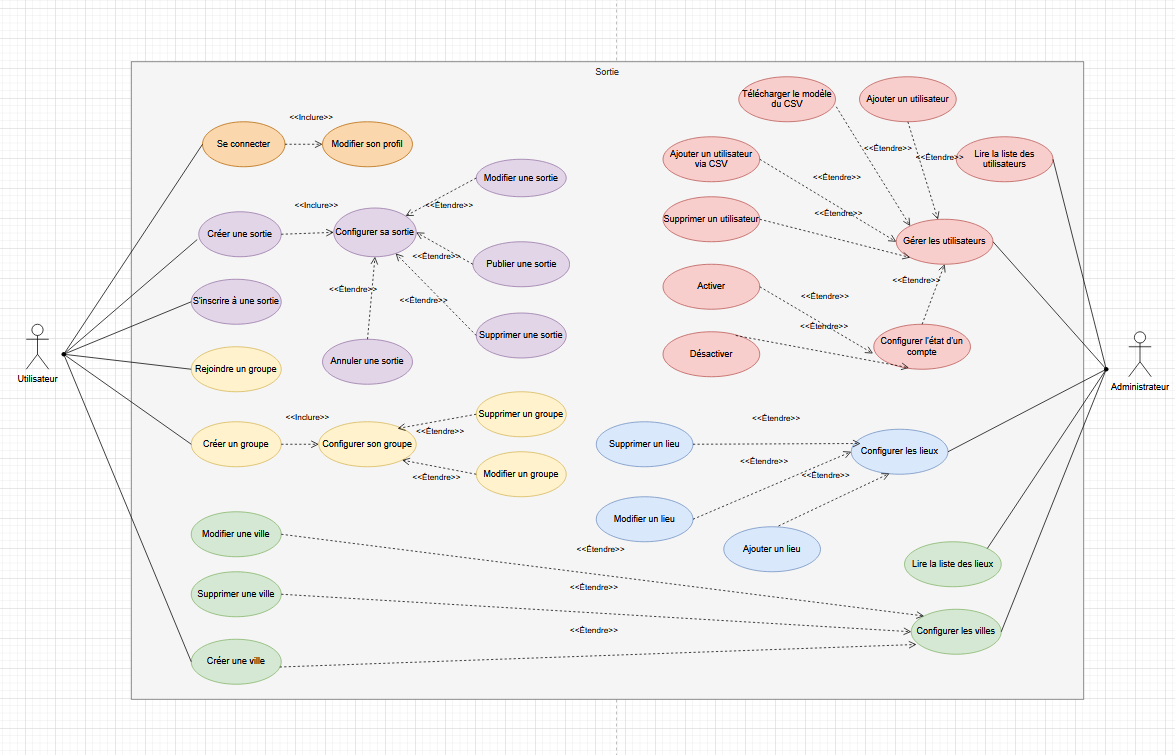 Sortie
Télécharger le modèle
du CSV
Ajouter un utilisateur
<<Inclure>>
Se connecter
Modifier son profil
<<Étendre>>
<<Étendre>>
Ajouter un utilisateur
via CSV
Lire la liste des
utilisateurs
Modifier une sortie
<<Étendre>>
<<Inclure>>
<<Étendre>>
<<Étendre>>
Supprimer un utilisateur
Créer une sortie
Configurer sa sortie
Gérer les utilisateurs
<<Étendre>>
Publier une sortie
<<Étendre>>
<<Étendre>>
Activer
<<Étendre>>
<<Étendre>>
S'inscrire à une sortie
<<Étendre>>
Supprimer une sortie
Configurer l'état d'un
compte
Annuler une sortie
Désactiver
Rejoindre un groupe
Utilisateur
Administrateur
<<Inclure>>
Supprimer un groupe
<<Étendre>>
<<Étendre>>
Créer un groupe
Configurer son groupe
Supprimer un lieu
Configurer les lieux
<<Étendre>>
Modifier un groupe
<<Étendre>>
<<Étendre>>
Modifier un lieu
Modifier une ville
<<Étendre>>
Ajouter un lieu
Lire la liste des lieux
<<Étendre>>
Supprimer une ville
<<Étendre>>
Configurer les villes
Créer une ville